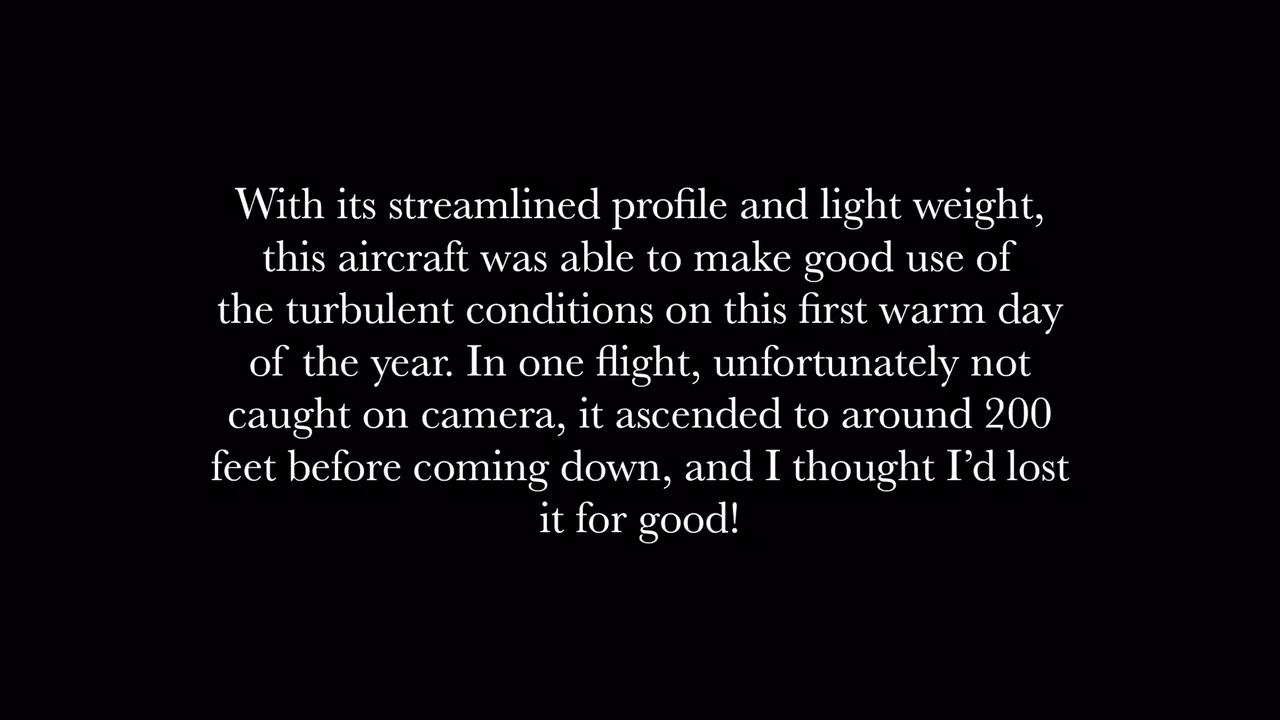 With its streamlined profile and light weight,
this aircraft was able to make good use of
the turbulent conditions on this first warm day
of the year. In one flight, unfortunately not
caught on camera, it ascended to around 200
feet before coming down, and I thought I’d lost
it for good!